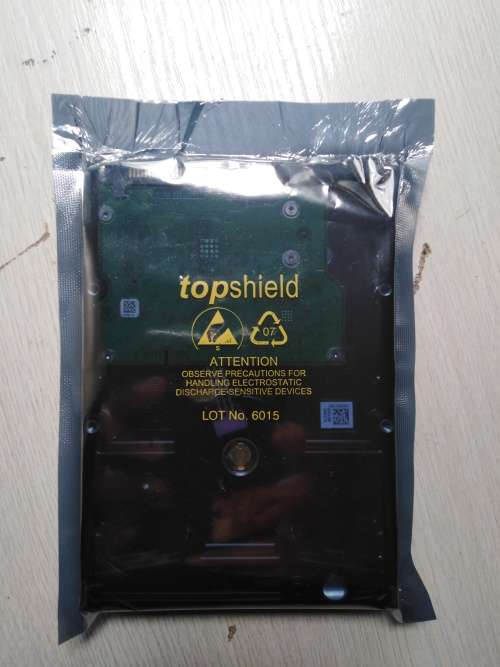 topshield
S
07
ATTENTION
OBSERVE PRECAUTIONS FOR
HANDLING ELECTROSTATIC
DISCHARGE-SENSITIVE DEVICES
LOT No. 6015